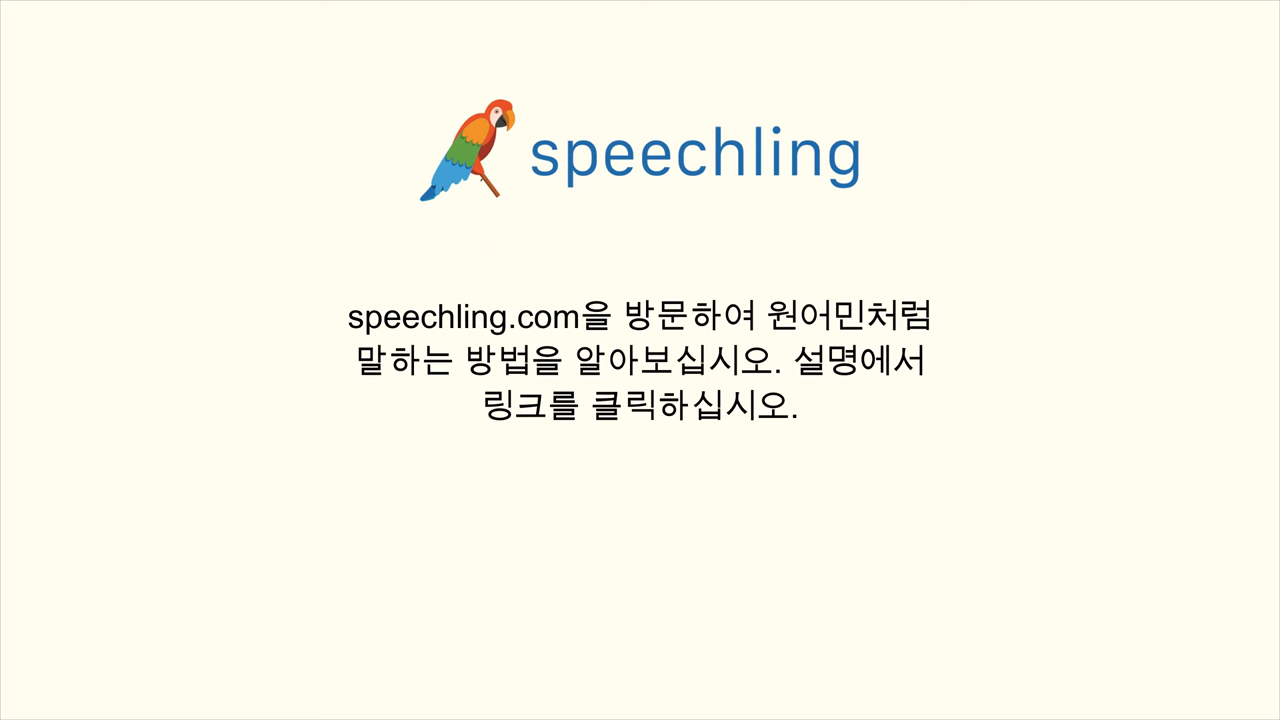 speechling
speechling.com을 방문하여 원어민처럼
말하는 방법을 알아보십시오. 설명에서
링크를 클릭하십시오.